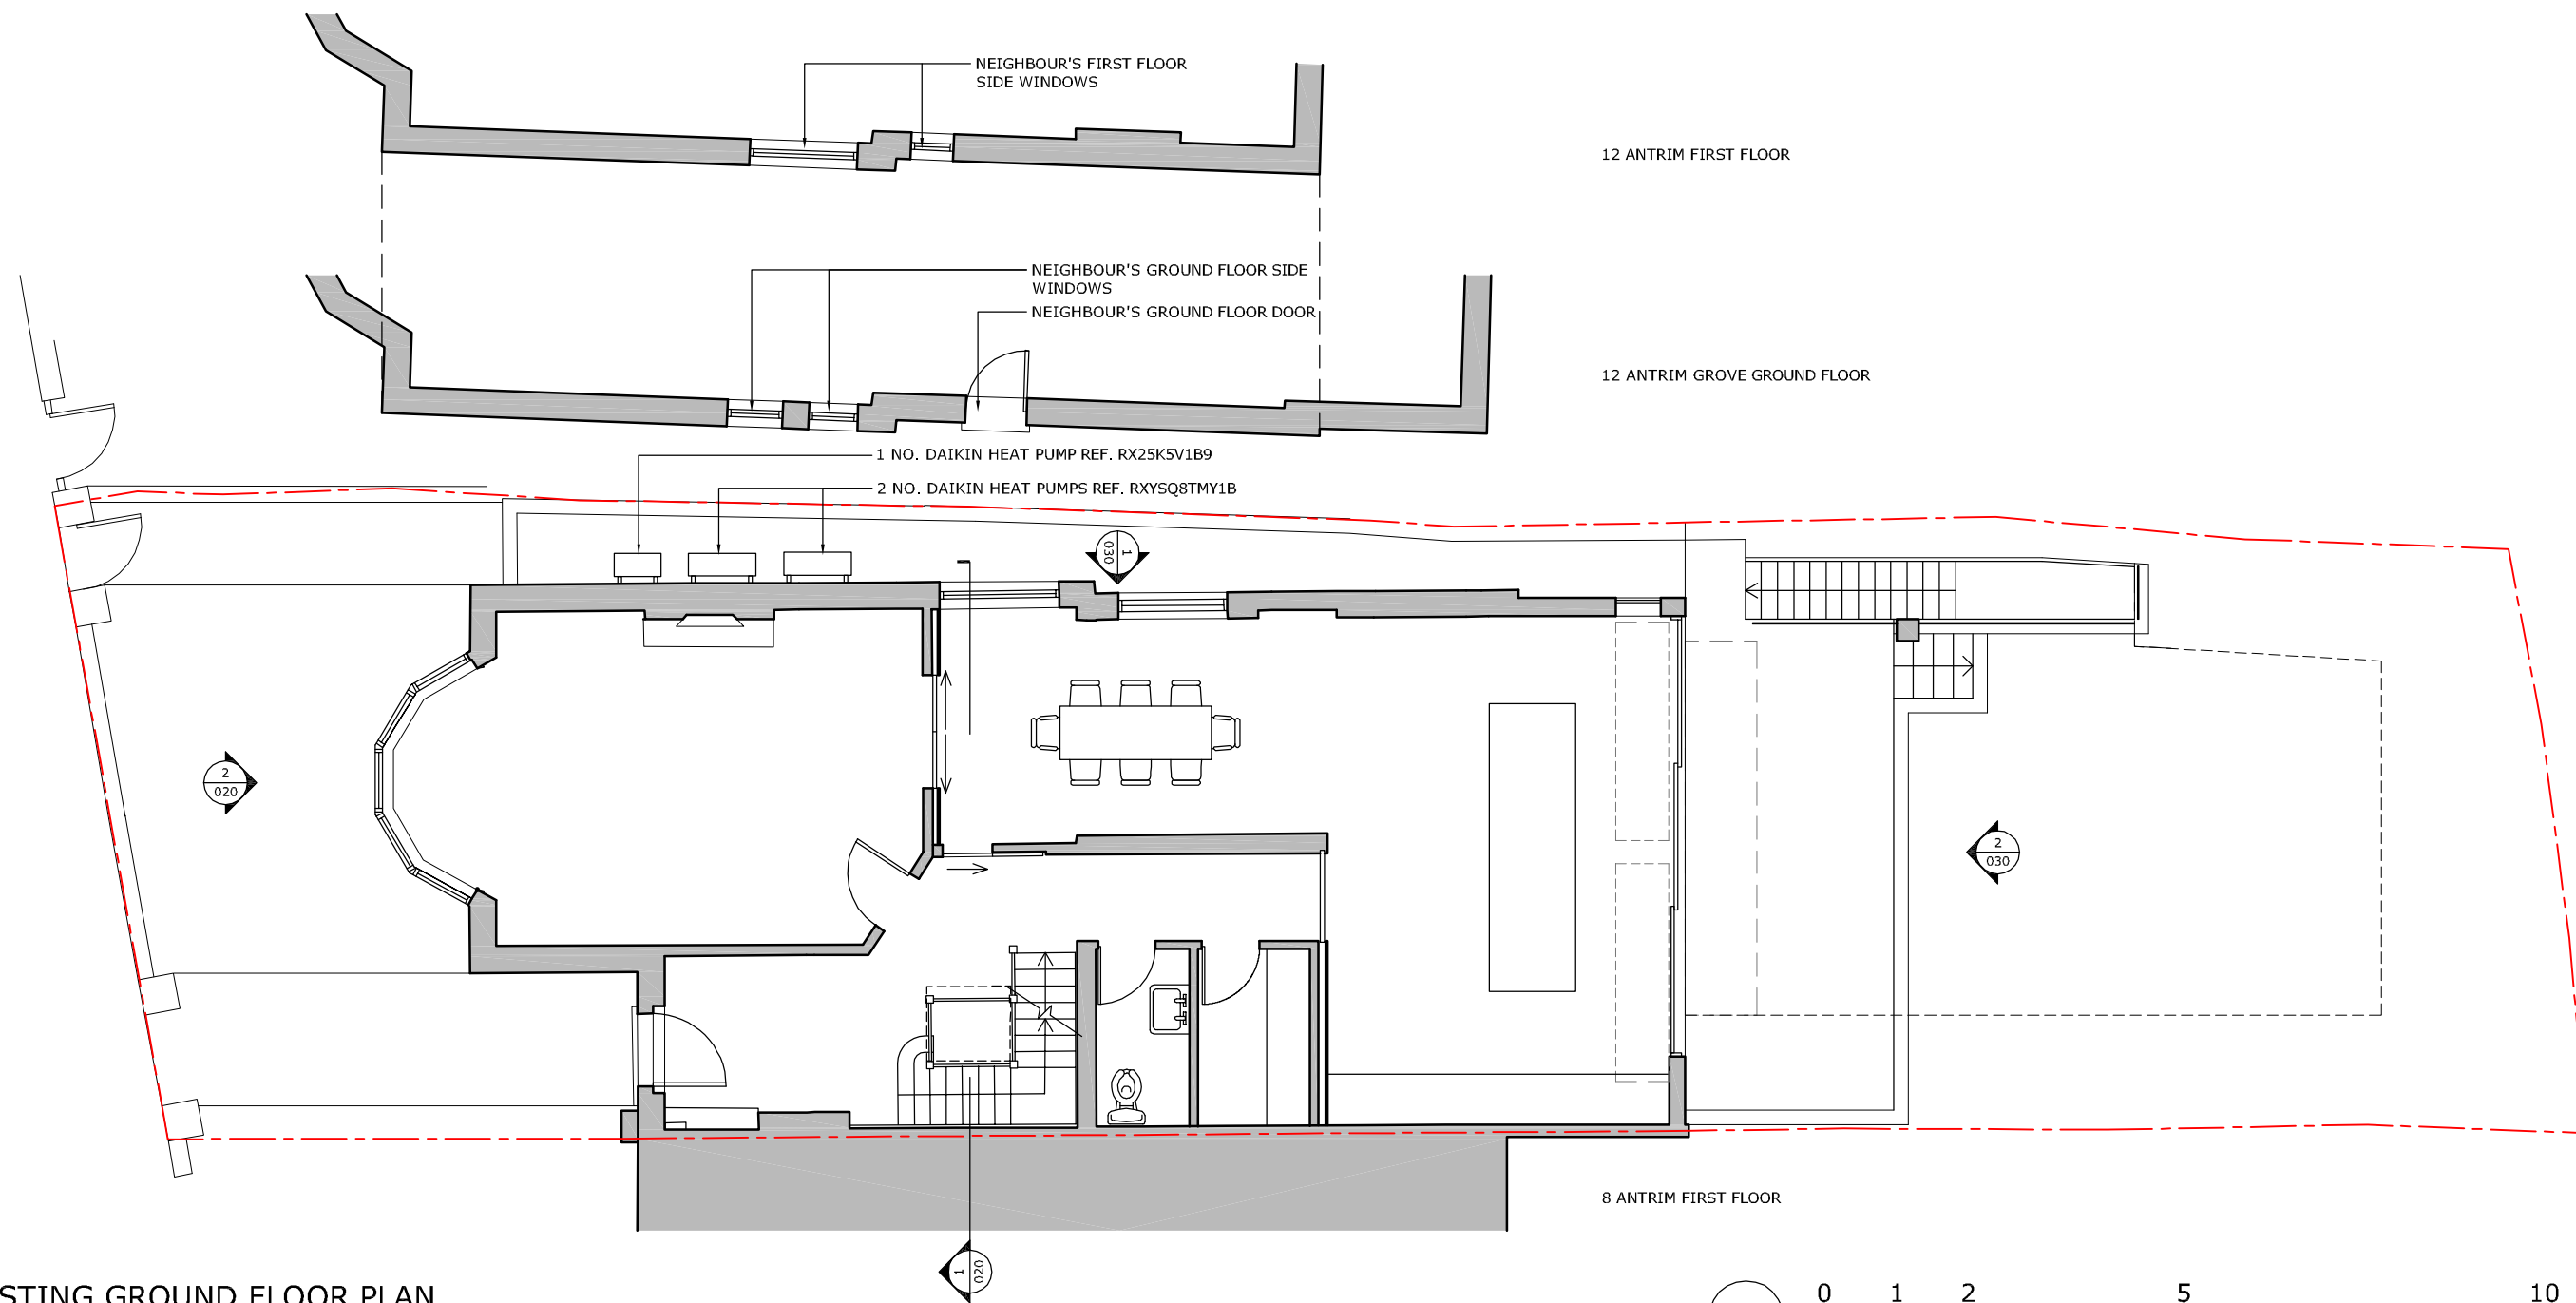 NEIGHBOUR'S FIRST FLOOR
SIDE WINDOWS
12 ANTRIM FIRST FLOOR
NEIGHBOUR'S GROUND FLOOR SIDE
WINDOWS
NEIGHBOUR'S GROUND FLOOR DOOR
12 ANTRIM GROVE GROUND FLOOR
1 NO. DAIKIN HEAT PUMP REF. RX25K5V1B9
2 NO. DAIKIN HEAT PUMPS REF. RXYSQ8TMY1B
1
030
2
020
2
030
8 ANTRIM FIRST FLOOR
1
020
STING GROUND FLOOR PLAN
0 1 2 5 10